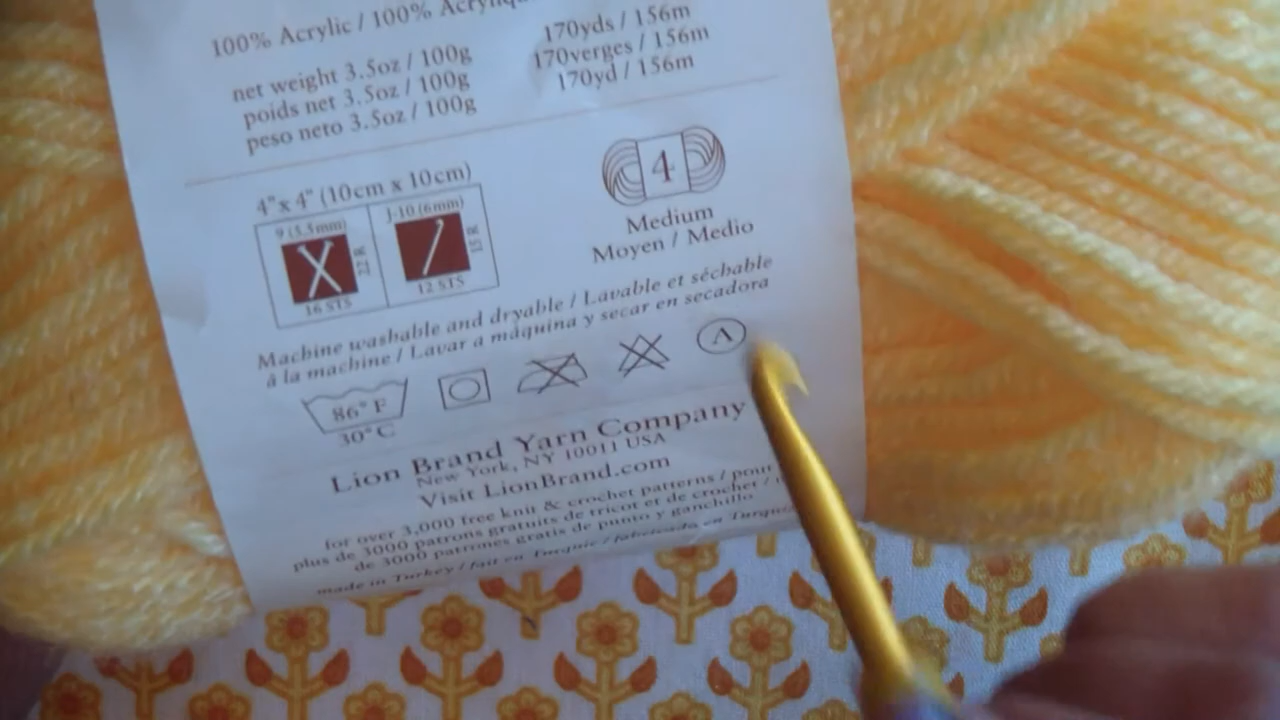 100% Acrylic / 100% Acrylique
net weight 3.5oz / 100g
170yds / 156m
poids net 3.5oz / 100g
170verges / 156m
peso neto 3.5oz / 100g
170yd / 156m
4"x 4" (10cm x 10cm)
9 (5.5mm)
22 R
16 STS
J-10 (6mm)
15 R
12 STS
4
Medium
Moyen / Medio
Machine washable and dryable / Lavable et séchable
à la machine / Lavar a máquina y secar en secadora
86° F
30° C
A
Lion Brand Yarn Company
New York, NY 10011 USA
Visit LionBrand.com
for over 3,000 free knit & crochet patterns / pour
plus de 3000 patrons gratuits de tricot et de crochet /
de 3000 patrones gratis de punto y ganchillo
made in Turkey / fait en Turquie / fabricado en